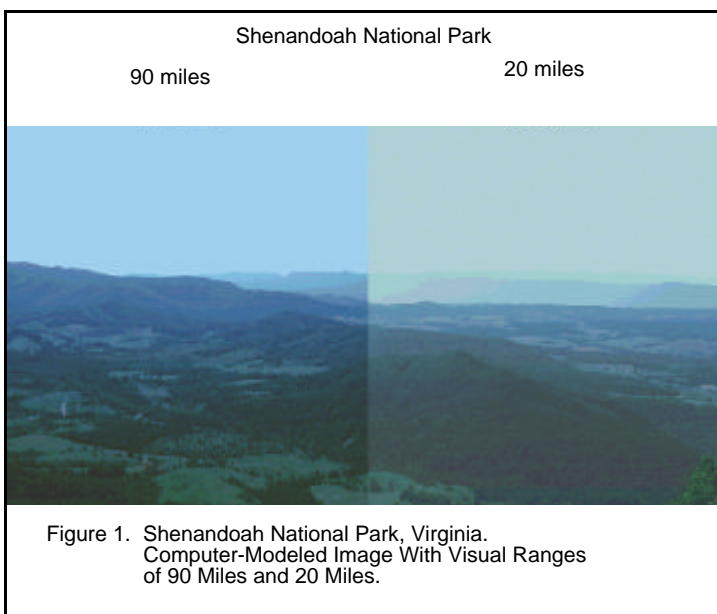 Shenandoah National Park
90 miles
20 miles
Figure 1. Shenandoah National Park, Virginia.
Computer-Modeled Image With Visual Ranges
of 90 Miles and 20 Miles.